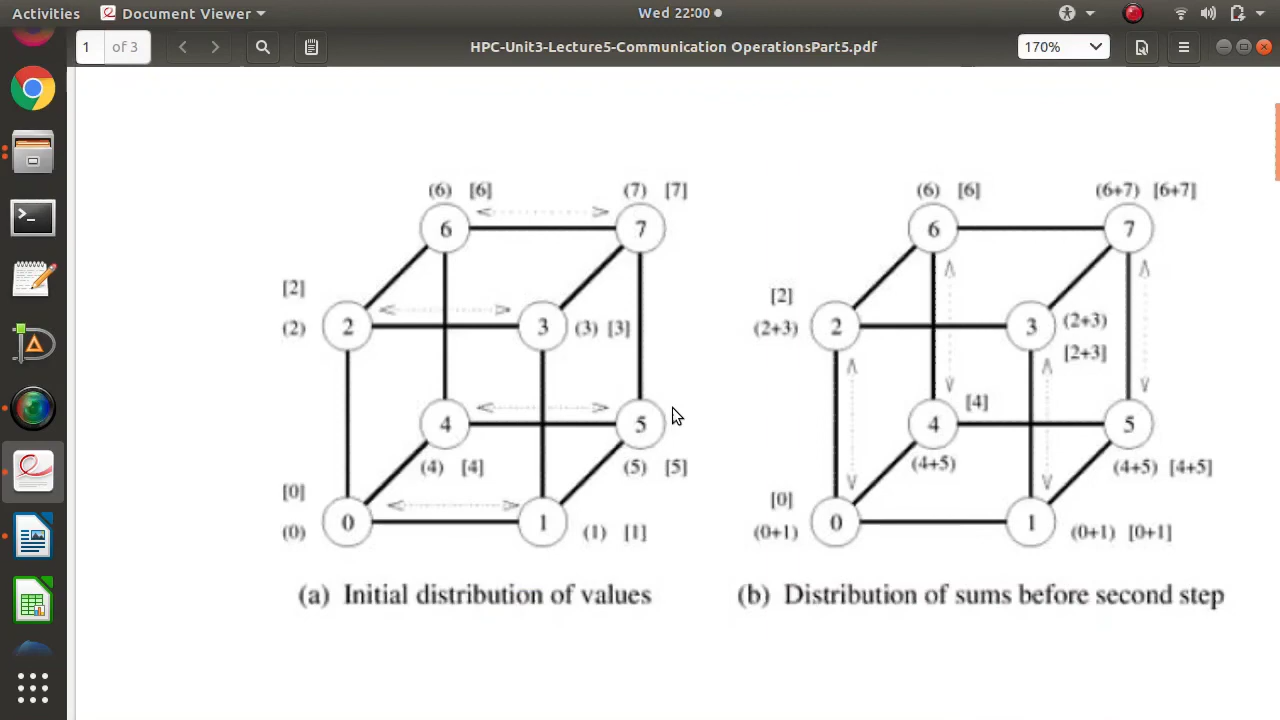 Activities Document Viewer Wed 22:00
1 of 3 HPC-Unit3-Lecture5-Communication OperationsPart5.pdf 170%
(6) [6] (7) [7] (6) [6] (6+7) [6+7]
6 7 6 7
[2] [2]
(2) 2 3 (3) [3] (2+3) 2 3 (2+3)
[2+3]
[4]
4 5 4 5
(4) [4] (5) [5] (4+5) (4+5) [4+5]
[0] [0]
(0) 0 1 (1) [1] (0+1) 0 1 (0+1) [0+1]
(a) Initial distribution of values (b) Distribution of sums before second step